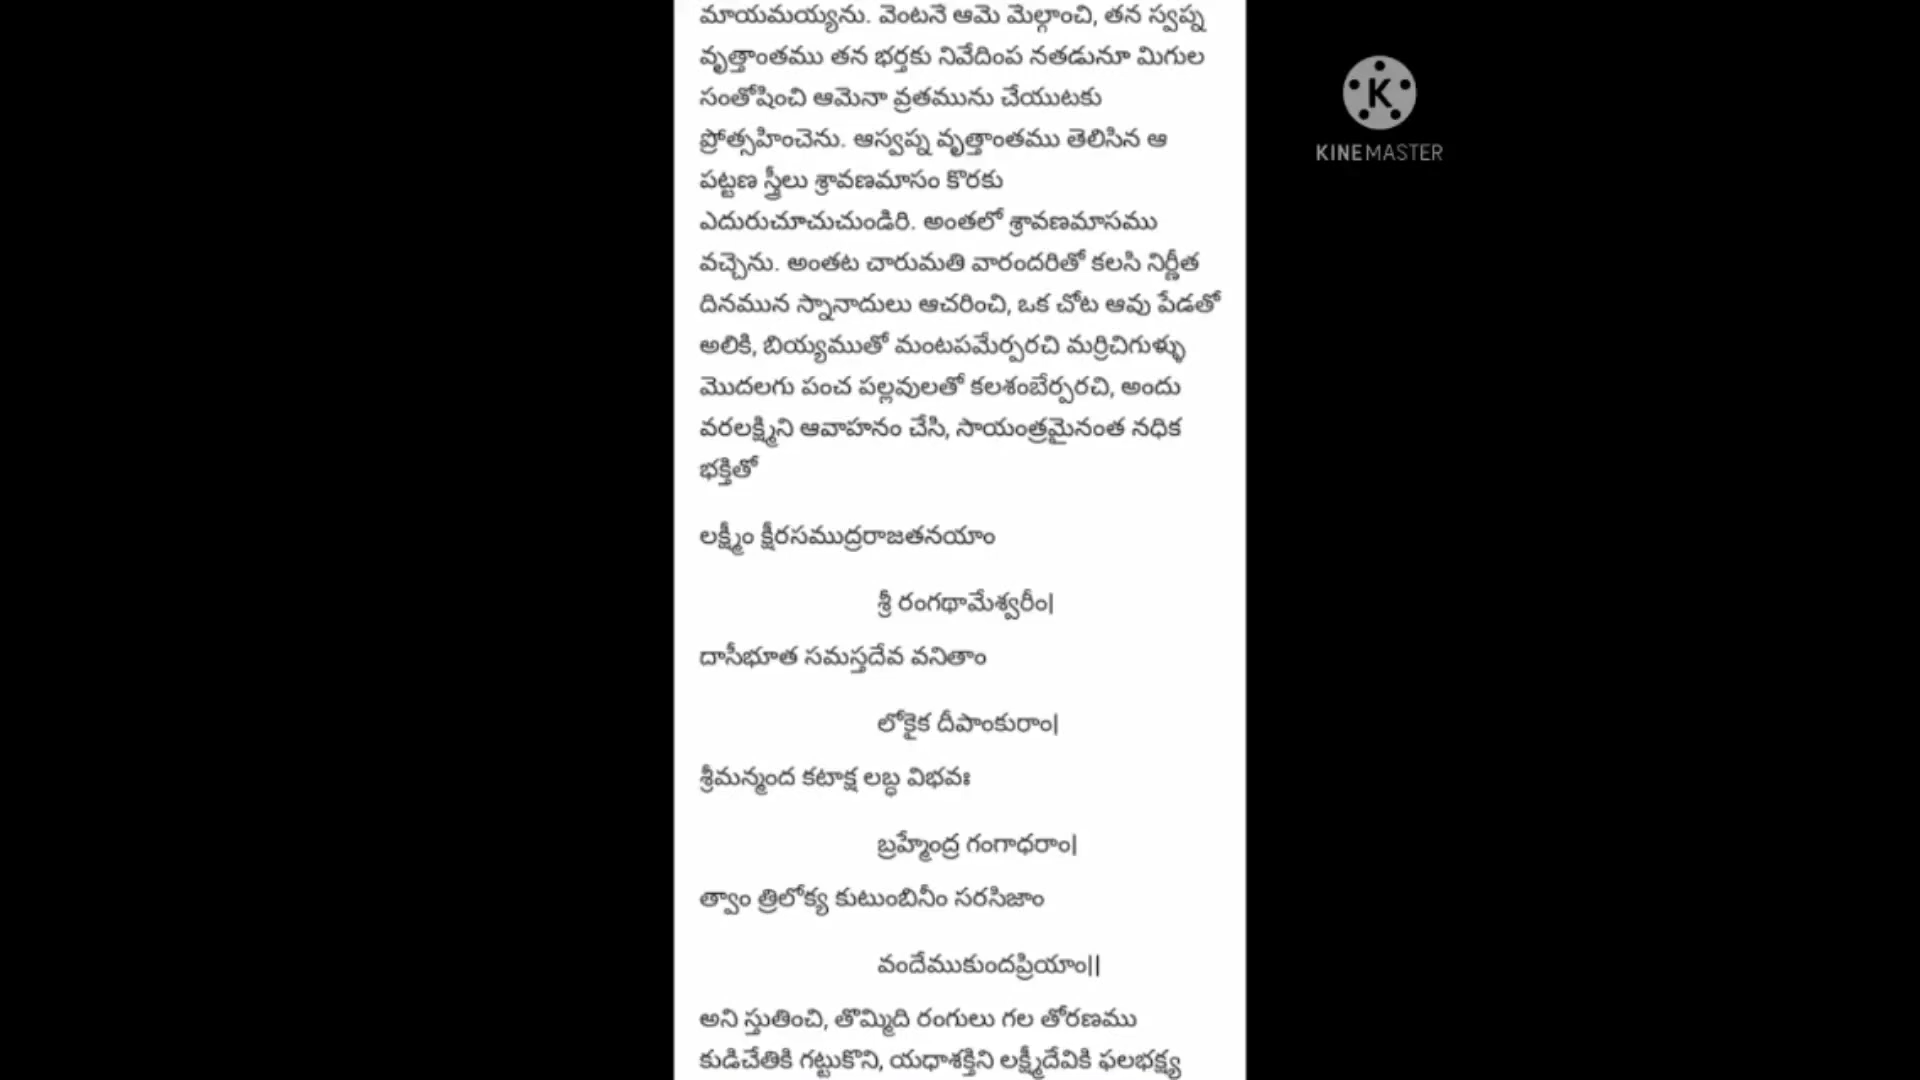 మాయమయ్యెను. వెంటనే ఆమె మెల్గాంచి, తన స్వప్న
వృత్తాంతము తన భర్తకు నివేదింప నతడునూ మిగుల
సంతోషించి ఆమెనా వ్రతమును చేయుటకు
ప్రోత్సహించెను. ఆస్వప్న వృత్తాంతము తెలిసిన ఆ
పట్టణ స్త్రీలు శ్రావణమాసం కొరకు
ఎదురుచూచుచుండిరి. అంతలో శ్రావణమాసము
వచ్చెను. అంతట చారుమతి వారందరితో కలసి నిర్ణీత
దినమున స్నానాదులు ఆచరించి, ఒక చోట ఆవు పేడతో
అలికి, బియ్యముతో మంటపమేర్పరచి మర్రిచిగుళ్ళు
మొదలగు పంచ పల్లవులతో కలశంబేర్పరచి, అందు
వరలక్ష్మిని ఆవాహనం చేసి, సాయంత్రమైనంత నధిక
భక్తితో
లక్ష్మీం క్షీరసముద్రరాజతనయాం
శ్రీ రంగథామేశ్వరీం|
దాసీభూత సమస్తదేవ వనితాం
లోకైక దీపాంకురాం|
శ్రీమన్మంద కటాక్ష లబ్ధ విభవః
బ్రహ్మేంద్ర గంగాధరాం|
త్వాం త్రిలోక్య కుటుంబినీం సరసిజాం
వందేముకుందప్రియాం||
అని స్తుతించి, తొమ్మిది రంగులు గల తోరణము
కుడిచేతికి గట్టుకొని, యధాశక్తిని లక్ష్మీదేవికి ఫలభక్ష్య
K
KINEMASTER